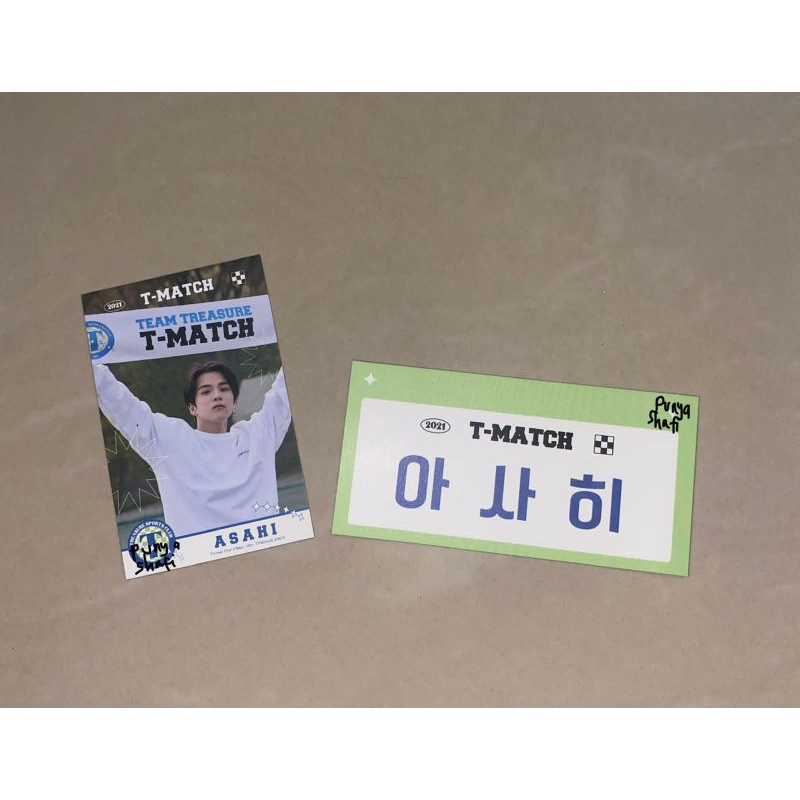 2021 T-MATCH
TEAM TREASURE
T-MATCH
ASAHI
punya
shafi
2021 T-MATCH
아사히
punya
shafi